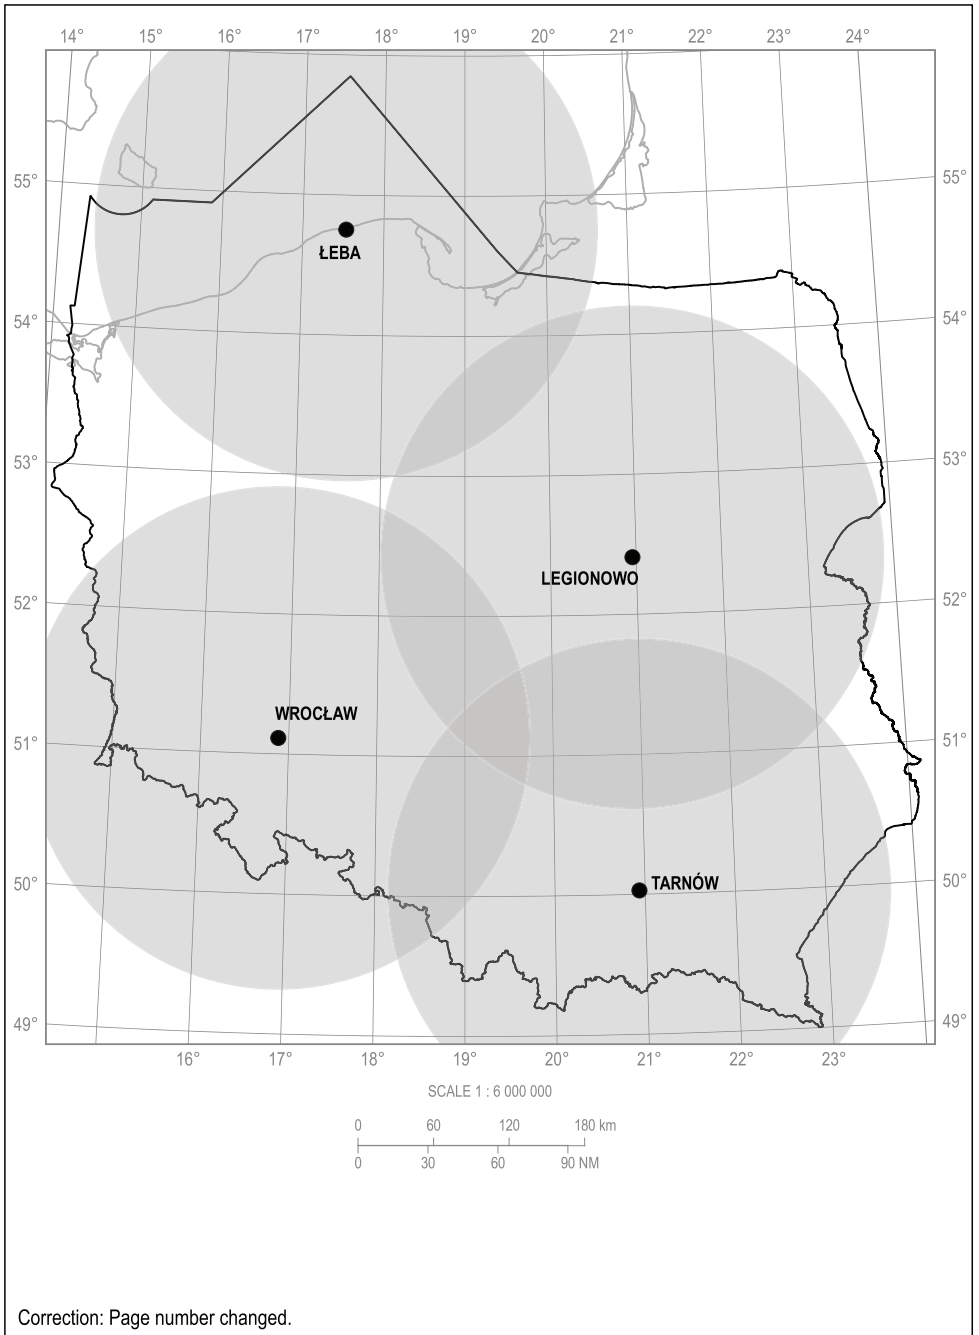 14° 15° 16° 17° 18° 19° 20° 21° 22° 23° 24°
55° 55°
ŁEBA
54° 54°
53° 53°
LEGIONOWO
52° 52°
WROCŁAW
51° 51°
50° TARNÓW 50°
49° 49°
16° 17° 18° 19° 20° 21° 22° 23°
SCALE 1 : 6 000 000
0 60 120 180 km
0 30 60 90 NM
Correction: Page number changed.